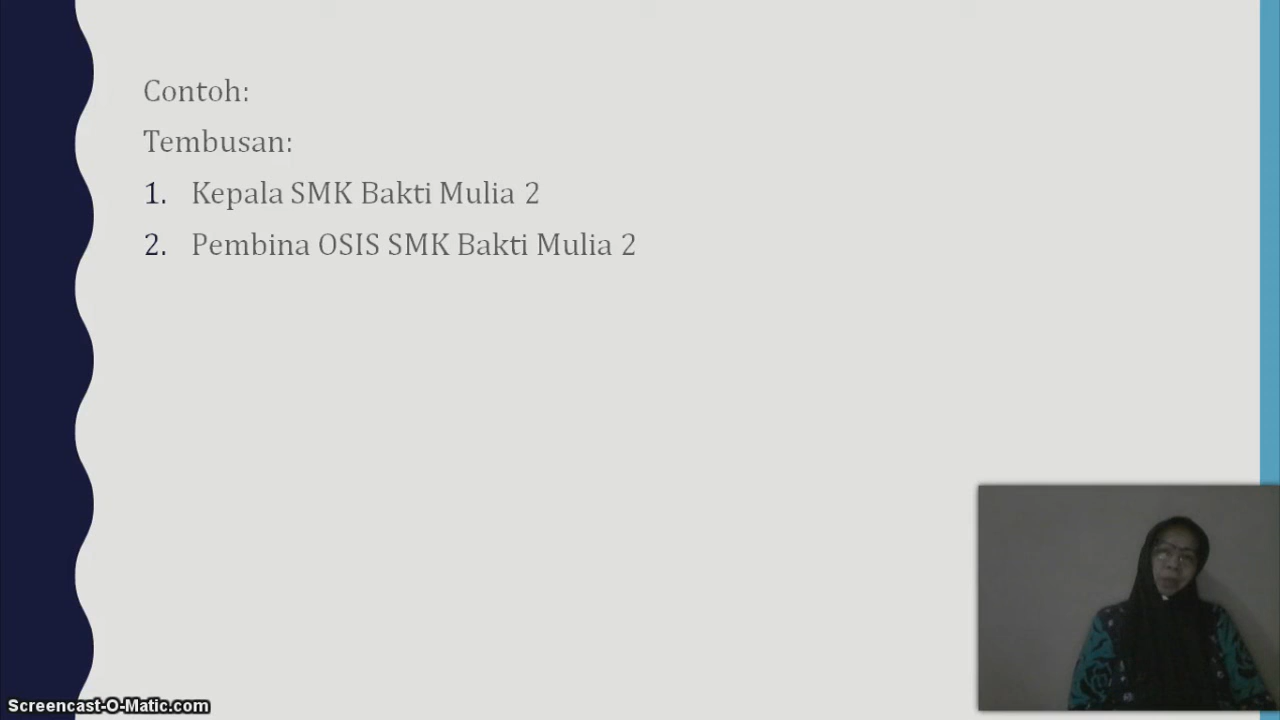 Contoh:
Tembusan:
1. Kepala SMK Bakti Mulia 2
2. Pembina OSIS SMK Bakti Mulia 2
Screencast-O-Matic.com